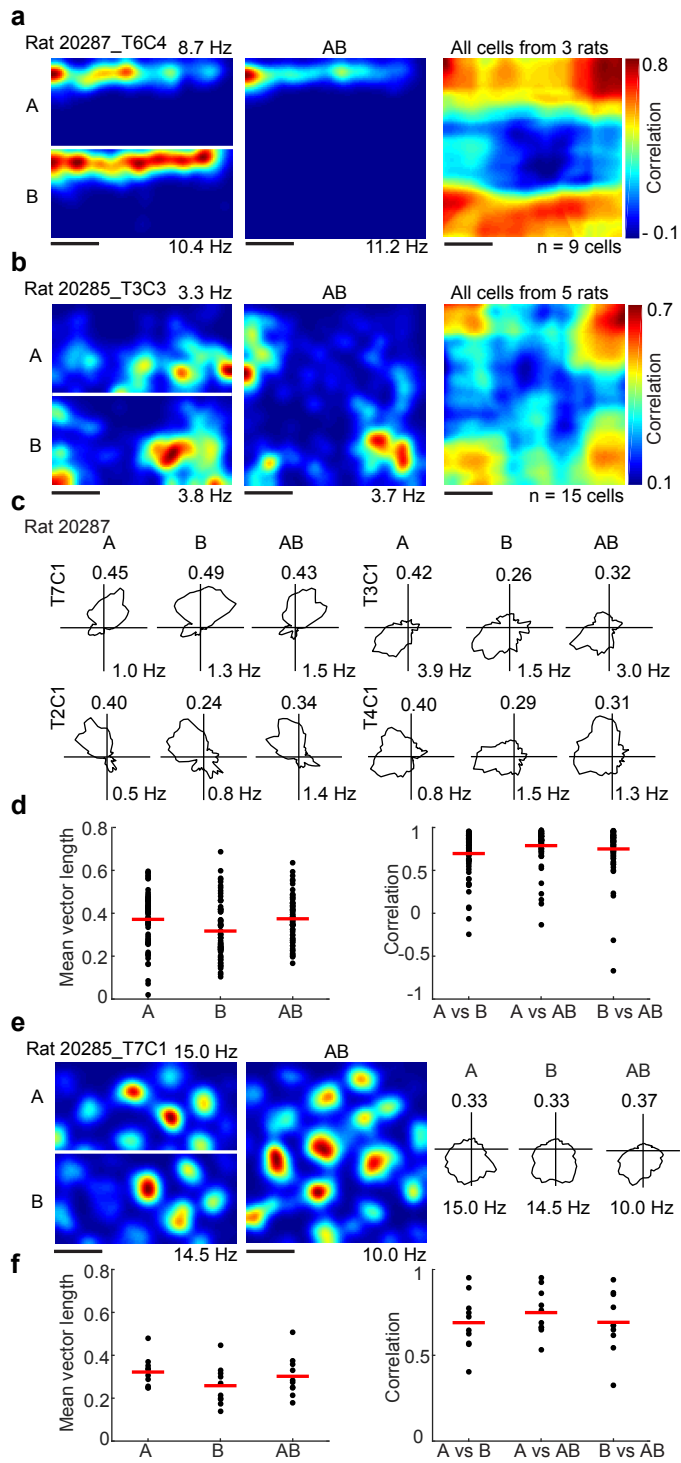 a
Rat 20287_T6C4
8.7 Hz
AB
All cells from 3 rats
A
B
10.4 Hz
11.2 Hz
n = 9 cells
0.8
Correlation
- 0.1
b
Rat 20285_T3C3
3.3 Hz
AB
All cells from 5 rats
A
B
3.8 Hz
3.7 Hz
n = 15 cells
0.7
Correlation
0.1
c
Rat 20287
A B AB A B AB
T7C1 0.45 0.49 0.43 T3C1 0.42 0.26 0.32
1.0 Hz 1.3 Hz 1.5 Hz 3.9 Hz 1.5 Hz 3.0 Hz
T2C1 0.40 0.24 0.34 T4C1 0.40 0.29 0.31
0.5 Hz 0.8 Hz 1.4 Hz 0.8 Hz 1.5 Hz 1.3 Hz
d
Mean vector length
0.8
0.6
0.4
0.2
0
A B AB
Correlation
1
0.5
0
-0.5
-1
A vs B A vs AB B vs AB
e
Rat 20285_T7C1
15.0 Hz
AB
A
B
14.5 Hz
10.0 Hz
A B AB
0.33 0.33 0.37
15.0 Hz 14.5 Hz 10.0 Hz
f
Mean vector length
0.8
0.6
0.4
0.2
0
A B AB
Correlation
1
0.5
0
A vs B A vs AB B vs AB